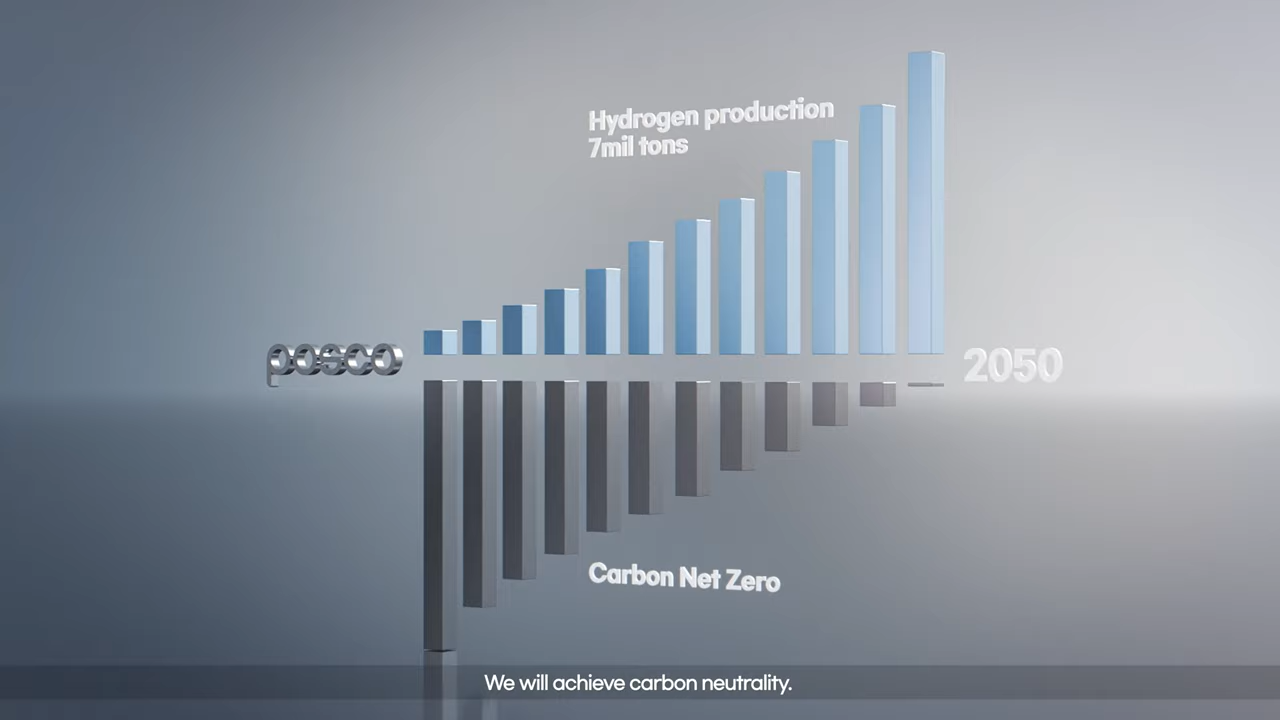 Hydrogen production
7mil tons
posco
2050
Carbon Net Zero
We will achieve carbon neutrality.